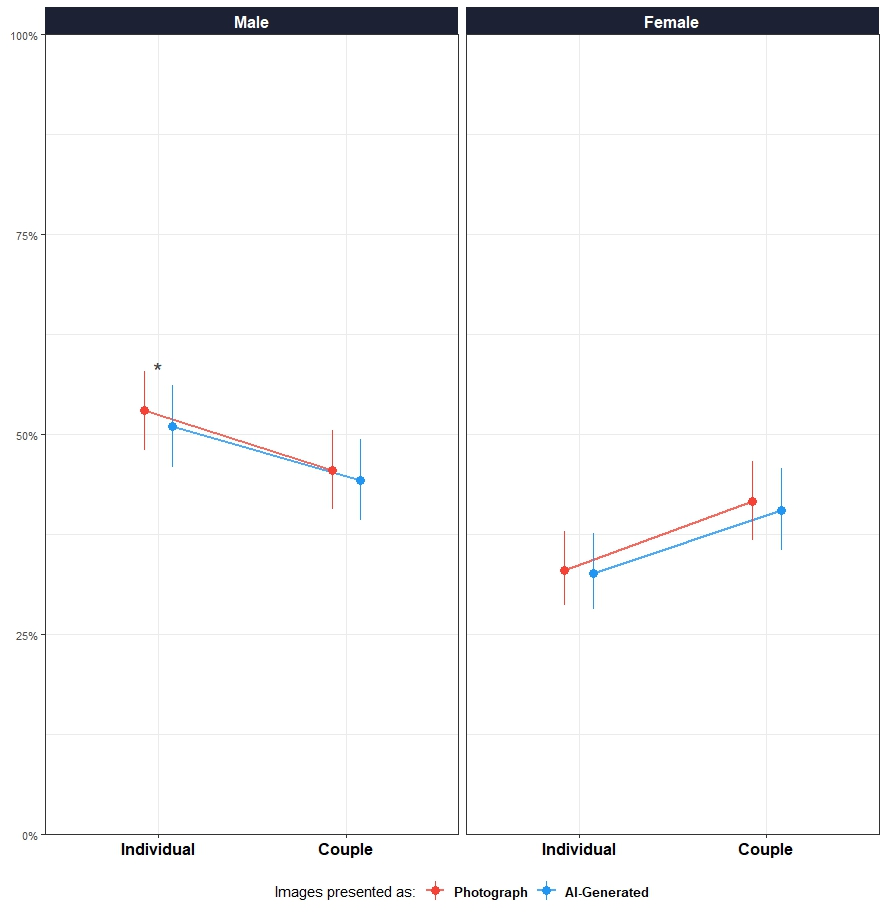 Male Female
100%
75%
*
50%
25%
0%
Individual Couple Individual Couple
Images presented as: Photograph AI-Generated